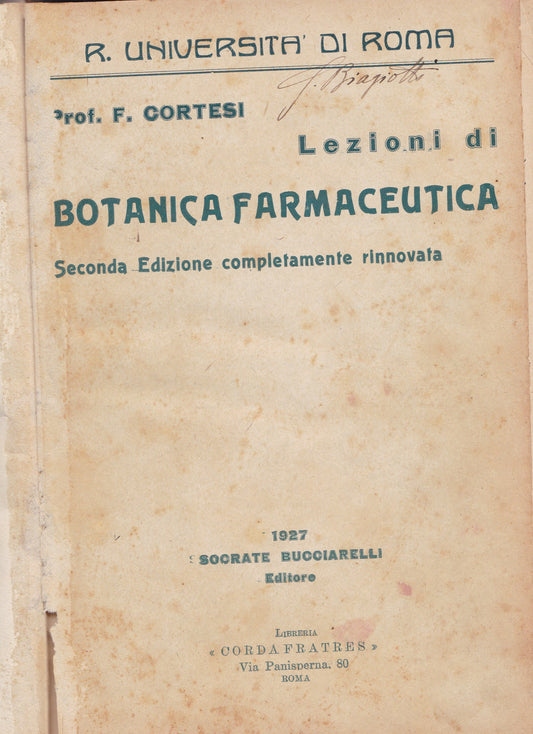 R. UNIVERSITA' DI ROMA
G. Biagiotti
Prof. F. CORTESI
Lezioni di
BOTANICA FARMACEUTICA
Seconda Edizione completamente rinnovata
1927
SOCRATE BUCCIARELLI
Editore
LIBRERIA
« CORDA FRATRES »
Via Panisperna, 80
ROMA